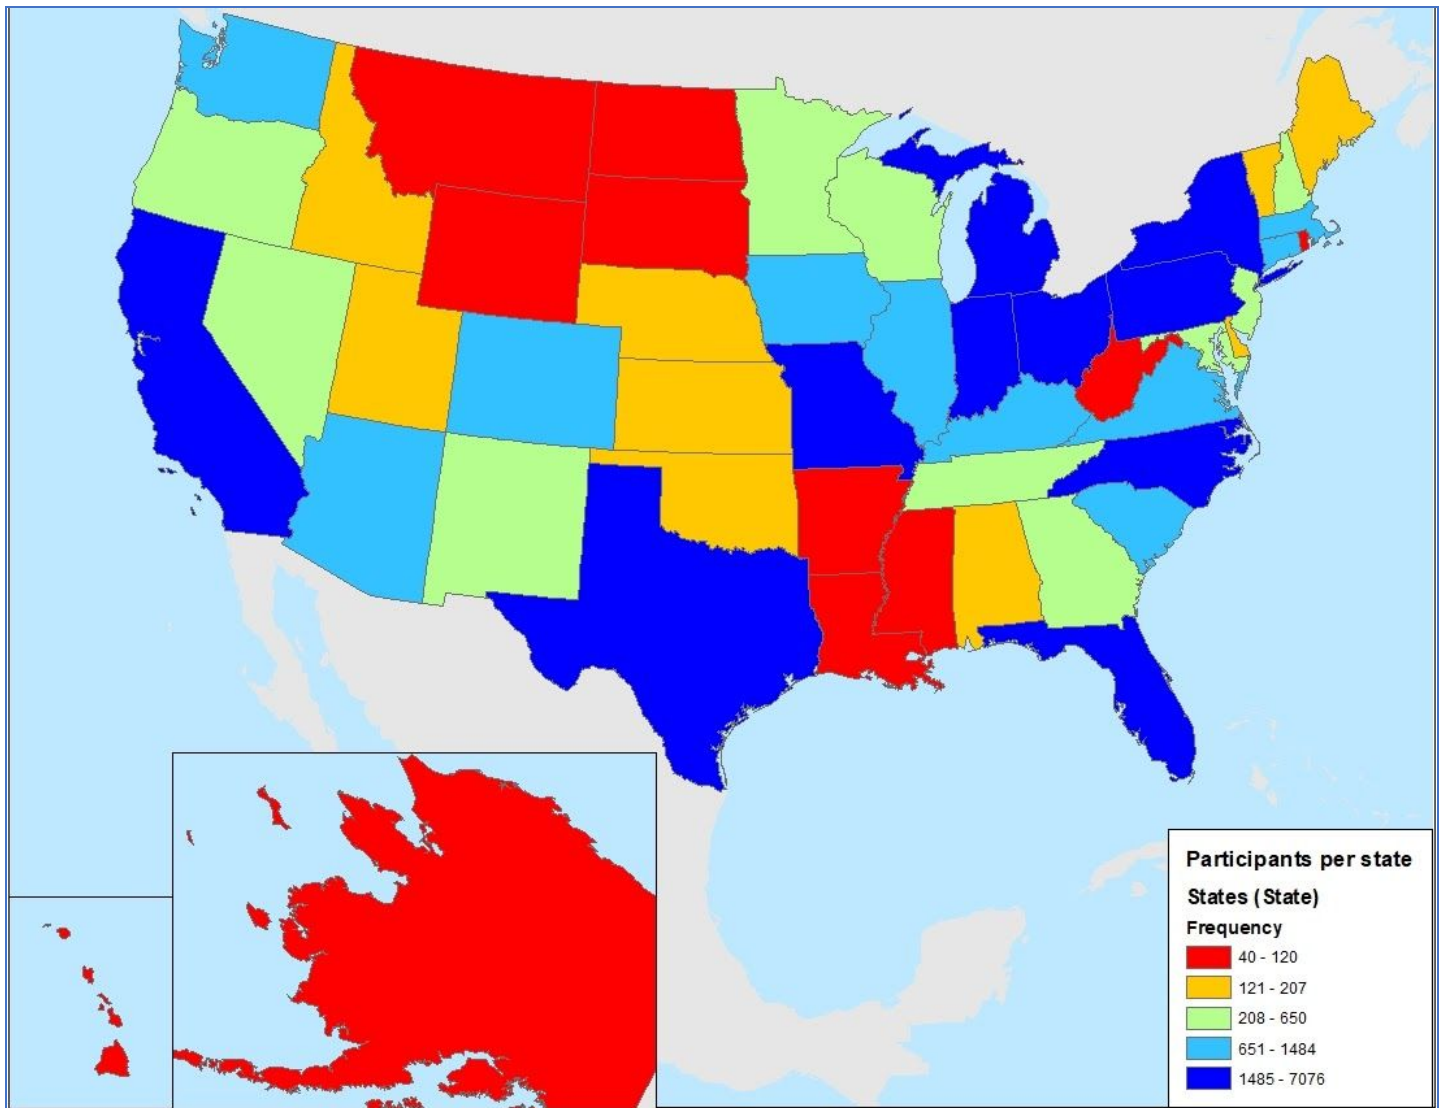 Participants per state
States (State)
Frequency
40 - 120
121 - 207
208 - 650
651 - 1484
1485 - 7076